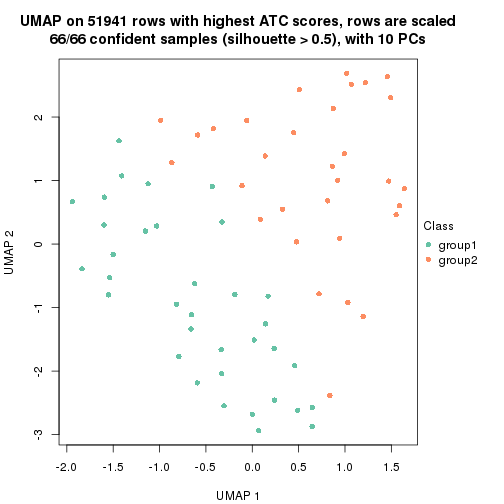 UMAP on 51941 rows with highest ATC scores, rows are scaled
66/66 confident samples (silhouette > 0.5), with 10 PCs
Class
group1
group2
UMAP 2
2
1
0
-1
-2
-3
-2.0 -1.5 -1.0 -0.5 0.0 0.5 1.0 1.5
UMAP 1